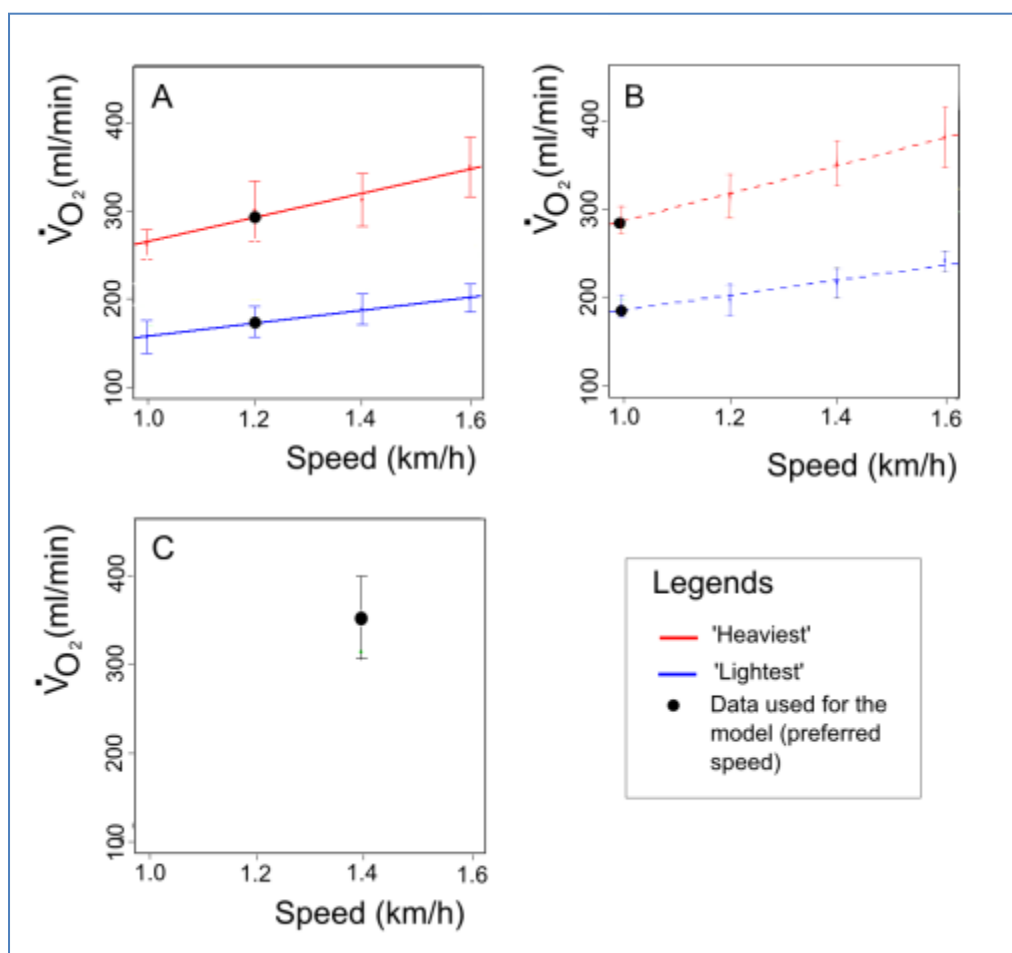 A
V̇O2(ml/min)
400
300
200
100
1.0 1.2 1.4 1.6
Speed (km/h)
B
V̇O2(ml/min)
400
300
200
100
1.0 1.2 1.4 1.6
Speed (km/h)
C
V̇O2(ml/min)
400
300
200
100
1.0 1.2 1.4 1.6
Speed (km/h)
Legends
'Heaviest'
'Lightest'
Data used for the
model (preferred
speed)